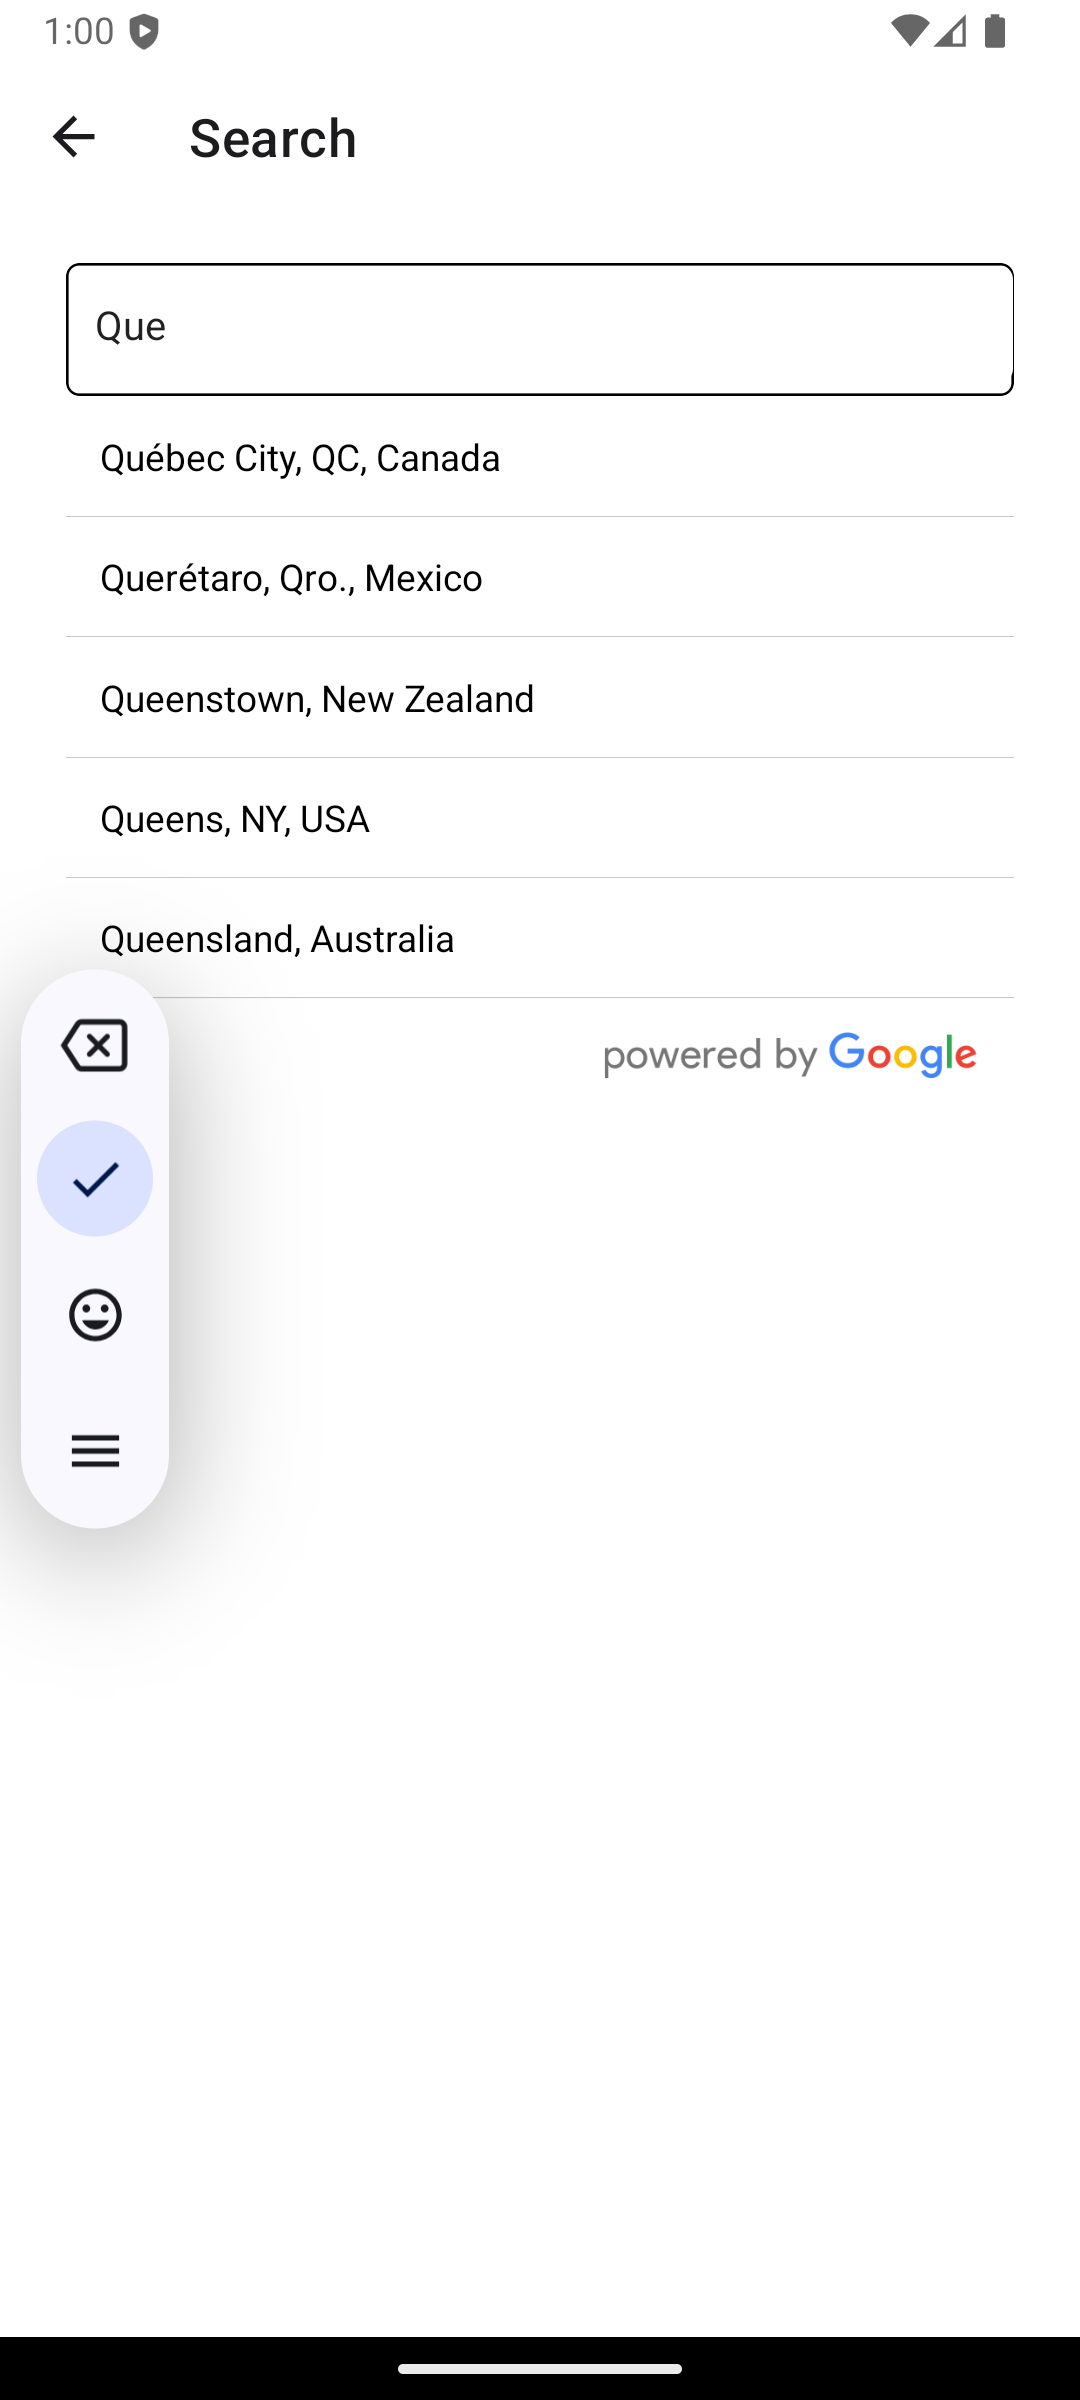 1:00
Search
Que
Québec City, QC, Canada
Querétaro, Qro., Mexico
Queenstown, New Zealand
Queens, NY, USA
Queensland, Australia
powered by Google